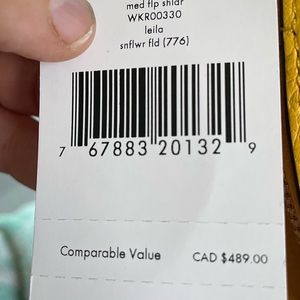 med flp shldr
WKR00330
leila
snflwr fld (776)
7 67883 20132 9
Comparable Value CAD $489.00